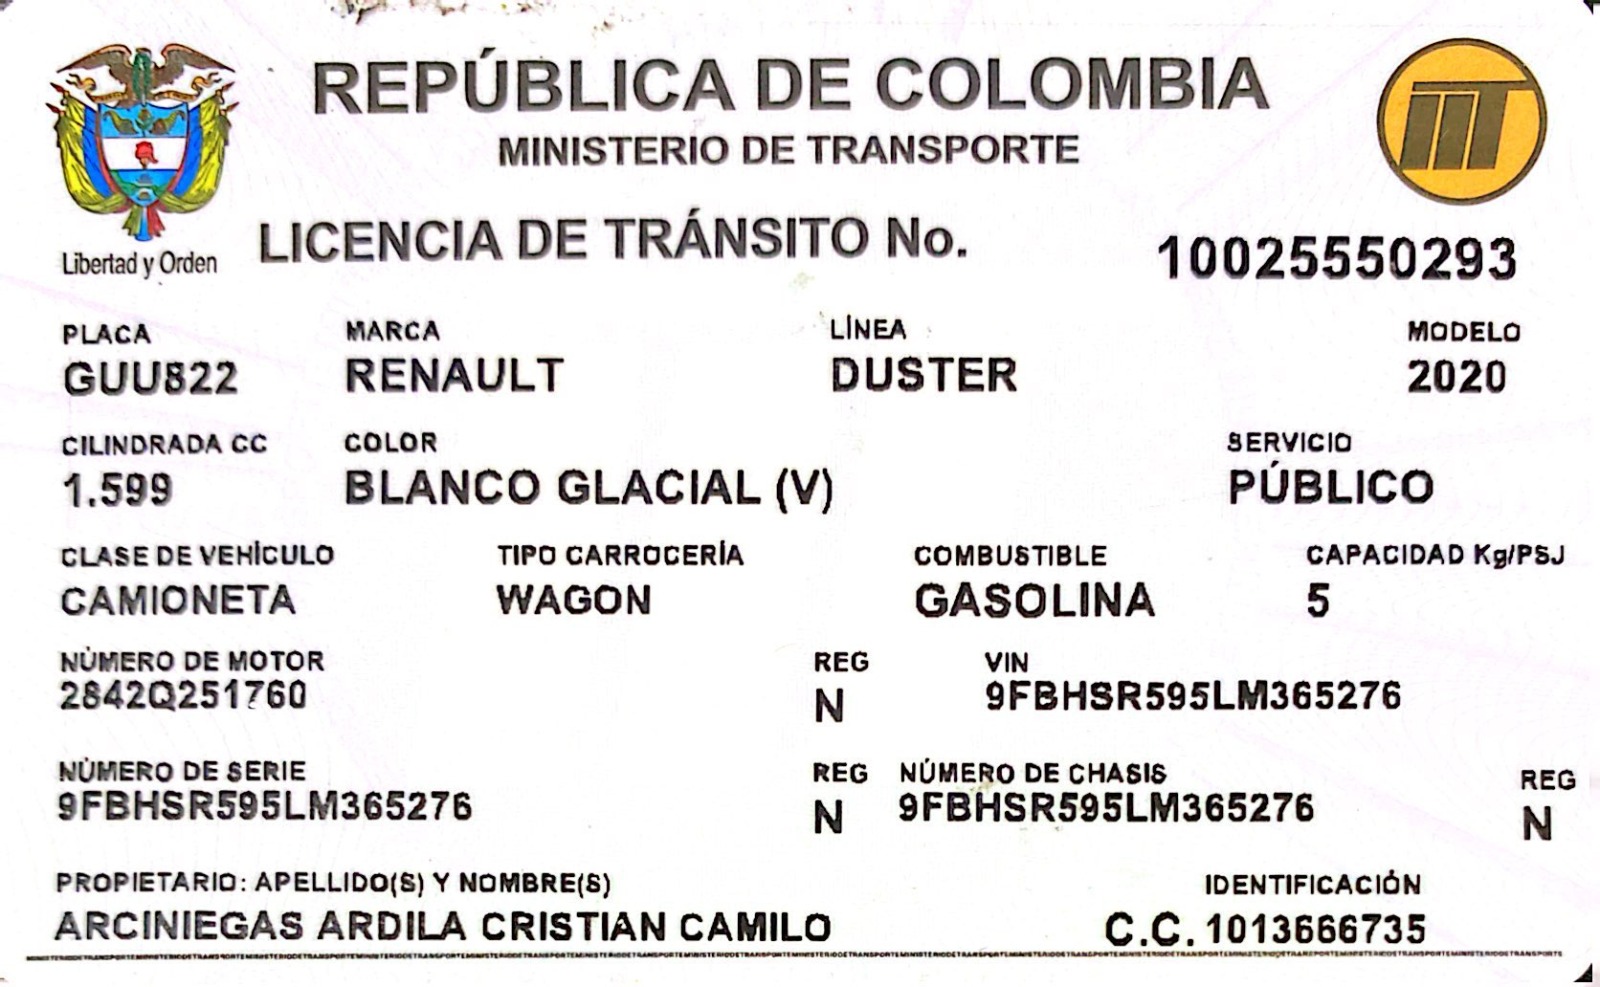 REPÚBLICA DE COLOMBIA
MINISTERIO DE TRANSPORTE
Libertad y Orden
LICENCIA DE TRÁNSITO No. 10025550293
PLACA MARCA LÍNEA MODELO
GUU822 RENAULT DUSTER 2020
CILINDRADA CC COLOR SERVICIO
1.599 BLANCO GLACIAL (V) PÚBLICO
CLASE DE VEHÍCULO TIPO CARROCERÍA COMBUSTIBLE CAPACIDAD Kg/PSJ
CAMIONETA WAGON GASOLINA 5
NÚMERO DE MOTOR REG VIN
2842Q251760 N 9FBHSR595LM365276
NÚMERO DE SERIE REG NÚMERO DE CHASIS REG
9FBHSR595LM365276 N 9FBHSR595LM365276 N
PROPIETARIO: APELLIDO(S) Y NOMBRE(S) IDENTIFICACIÓN
ARCINIEGAS ARDILA CRISTIAN CAMILO C.C. 1013666735